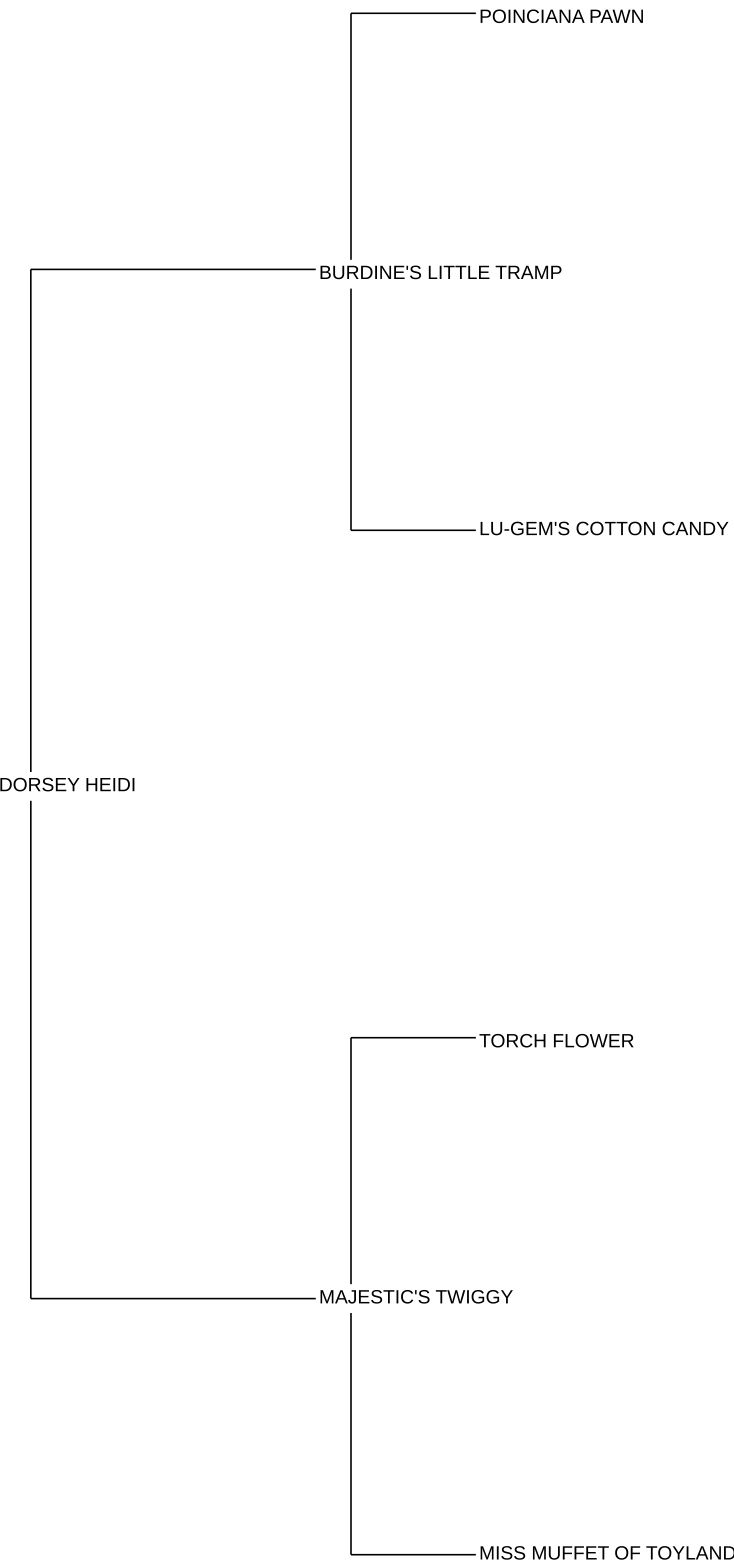 POINCIANA PAWN
BURDINE'S LITTLE TRAMP
LU-GEM'S COTTON CANDY
DORSEY HEIDI
TORCH FLOWER
MAJESTIC'S TWIGGY
MISS MUFFET OF TOYLAND